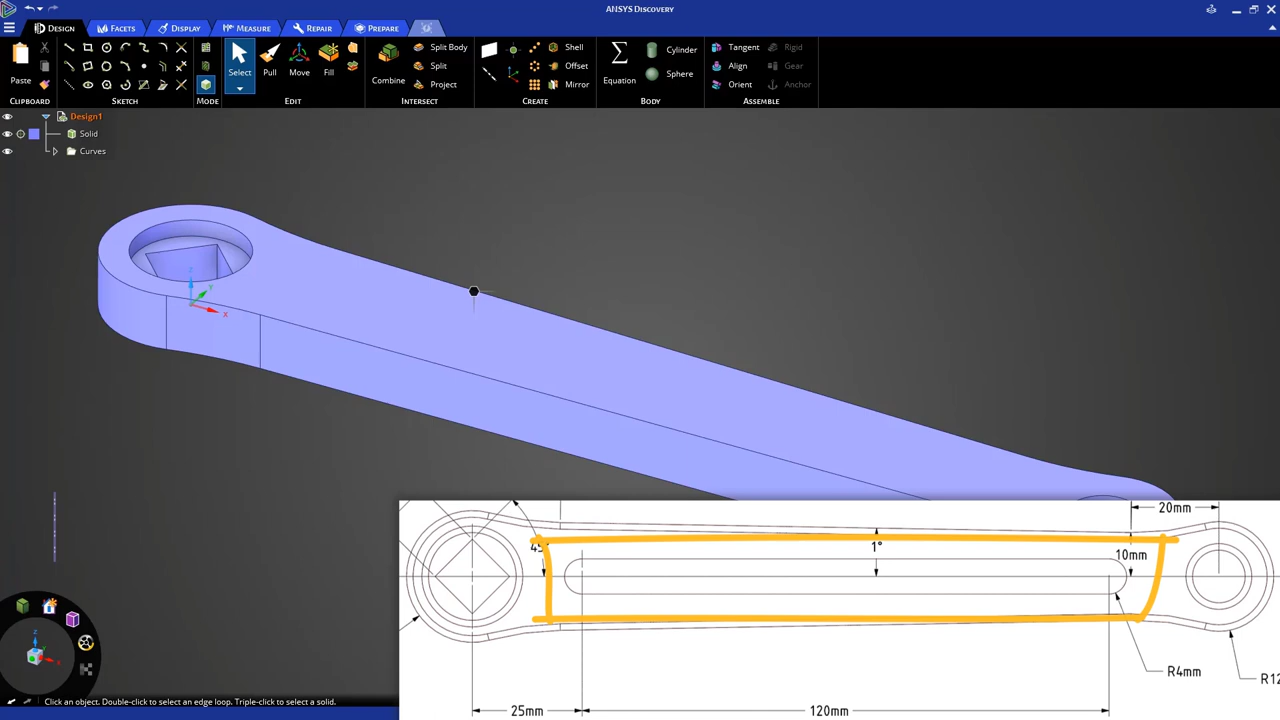 ANSYS Discovery
DESIGN FACETS DISPLAY MEASURE REPAIR PREPARE
Paste
Select
Pull
Move
Fill
Combine
Split Body
Split
Project
Shell
Offset
Mirror
Equation
Cylinder
Sphere
Tangent
Align
Orient
Rigid
Gear
Anchor
CLIPBOARD SKETCH MODE EDIT INTERSECT CREATE BODY ASSEMBLE
Design1
Solid
Curves
z
y
x
20mm
1°
10mm
R4mm
25mm
120mm
Z
X
Click an object. Double-click to select an edge loop. Triple-click to select a solid.